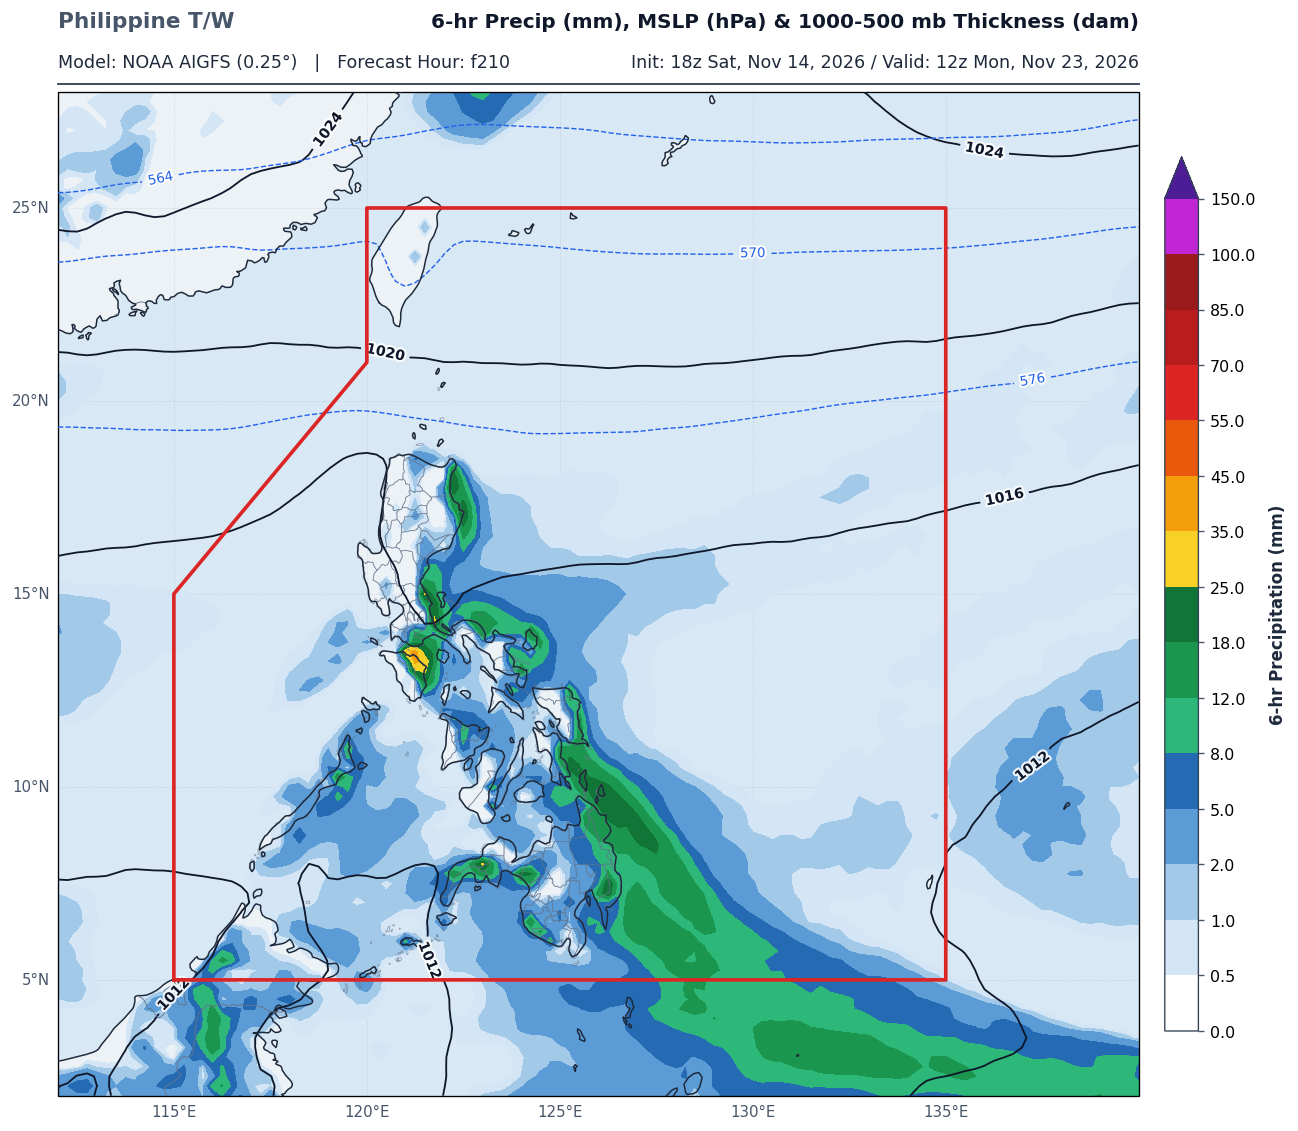 Philippine T/W
6-hr Precip (mm), MSLP (hPa) & 1000-500 mb Thickness (dam)
Model: NOAA AIGFS (0.25°) | Forecast Hour: f210
Init: 18z Sat, Nov 14, 2026 / Valid: 12z Mon, Nov 23, 2026
1024
1024
564
570
1020
576
1016
1012
1012
1012
25°N
20°N
15°N
10°N
5°N
115°E
120°E
125°E
130°E
135°E
150.0
100.0
85.0
70.0
55.0
45.0
35.0
25.0
18.0
12.0
8.0
5.0
2.0
1.0
0.5
0.0
6-hr Precipitation (mm)